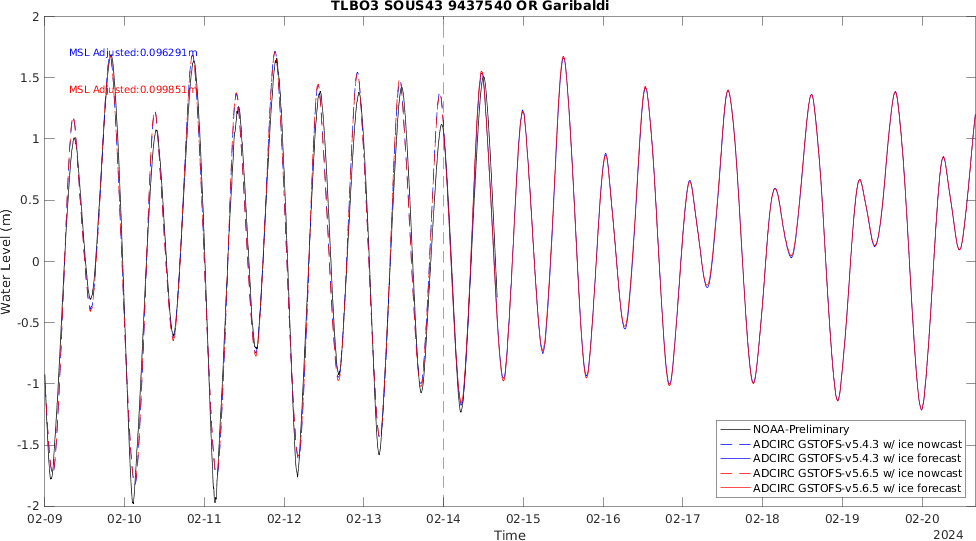 TLBO3 SOUS43 9437540 OR Garibaldi
2
MSL Adjusted:0.096291m
1.5
MSL Adjusted:0.099851m
1
0.5
Water Level (m)
0
-0.5
-1
NOAA-Preliminary
ADCIRC GSTOFS-v5.4.3 w/ ice nowcast
-1.5
ADCIRC GSTOFS-v5.4.3 w/ ice forecast
ADCIRC GSTOFS-v5.6.5 w/ ice nowcast
ADCIRC GSTOFS-v5.6.5 w/ ice forecast
-2
02-09 02-10 02-11 02-12 02-13 02-14 02-15 02-16 02-17 02-18 02-19 02-20
Time
2024